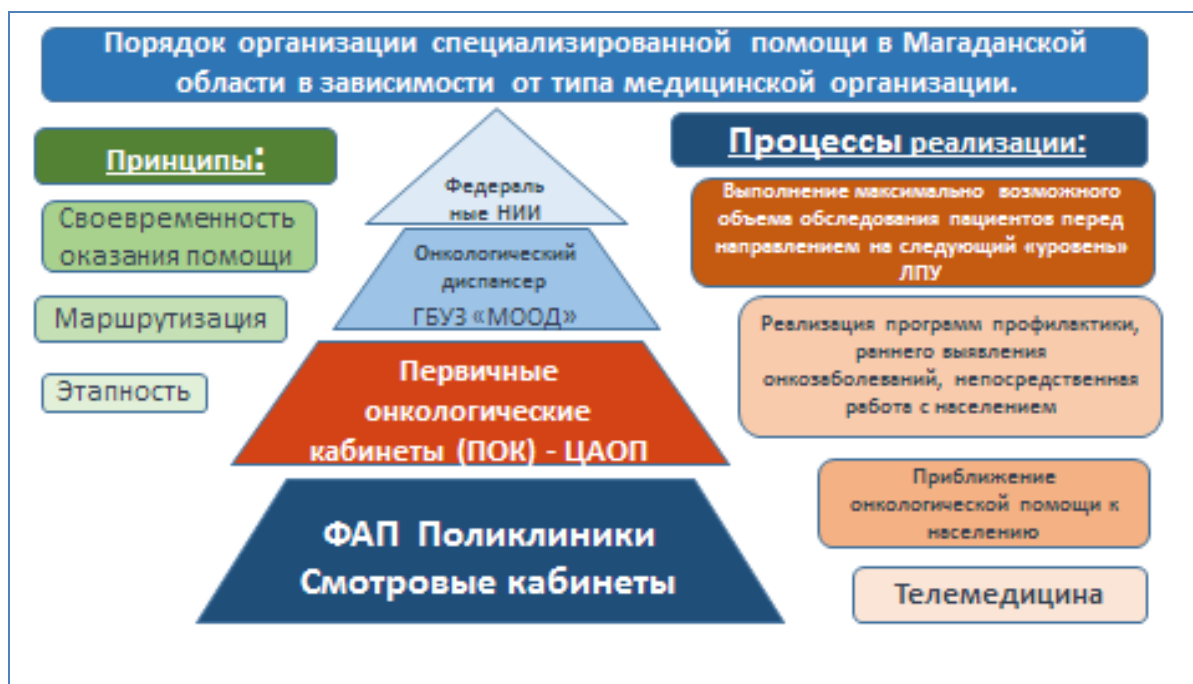 Порядок организации специализированной помощи в Магаданской
области в зависимости от типа медицинской организации.
Принципы:
Своевременность
оказания помощи
Маршрутизация
Этапность
Федераль
ные НИИ
Онкологический
диспансер
ГБУЗ «МООД»
Первичные
онкологические
кабинеты (ПОК) - ЦАОП
ФАП Поликлиники
Смотровые кабинеты
Процессы реализации:
Выполнение максимально возможного
объема обследования пациентов перед
направлением на следующий «уровень»
ЛПУ
Реализация программ профилактики,
раннего выявления
онкозаболеваний, непосредственная
работа с населением
Приближение
онкологической помощи к
населению
Телемедицина